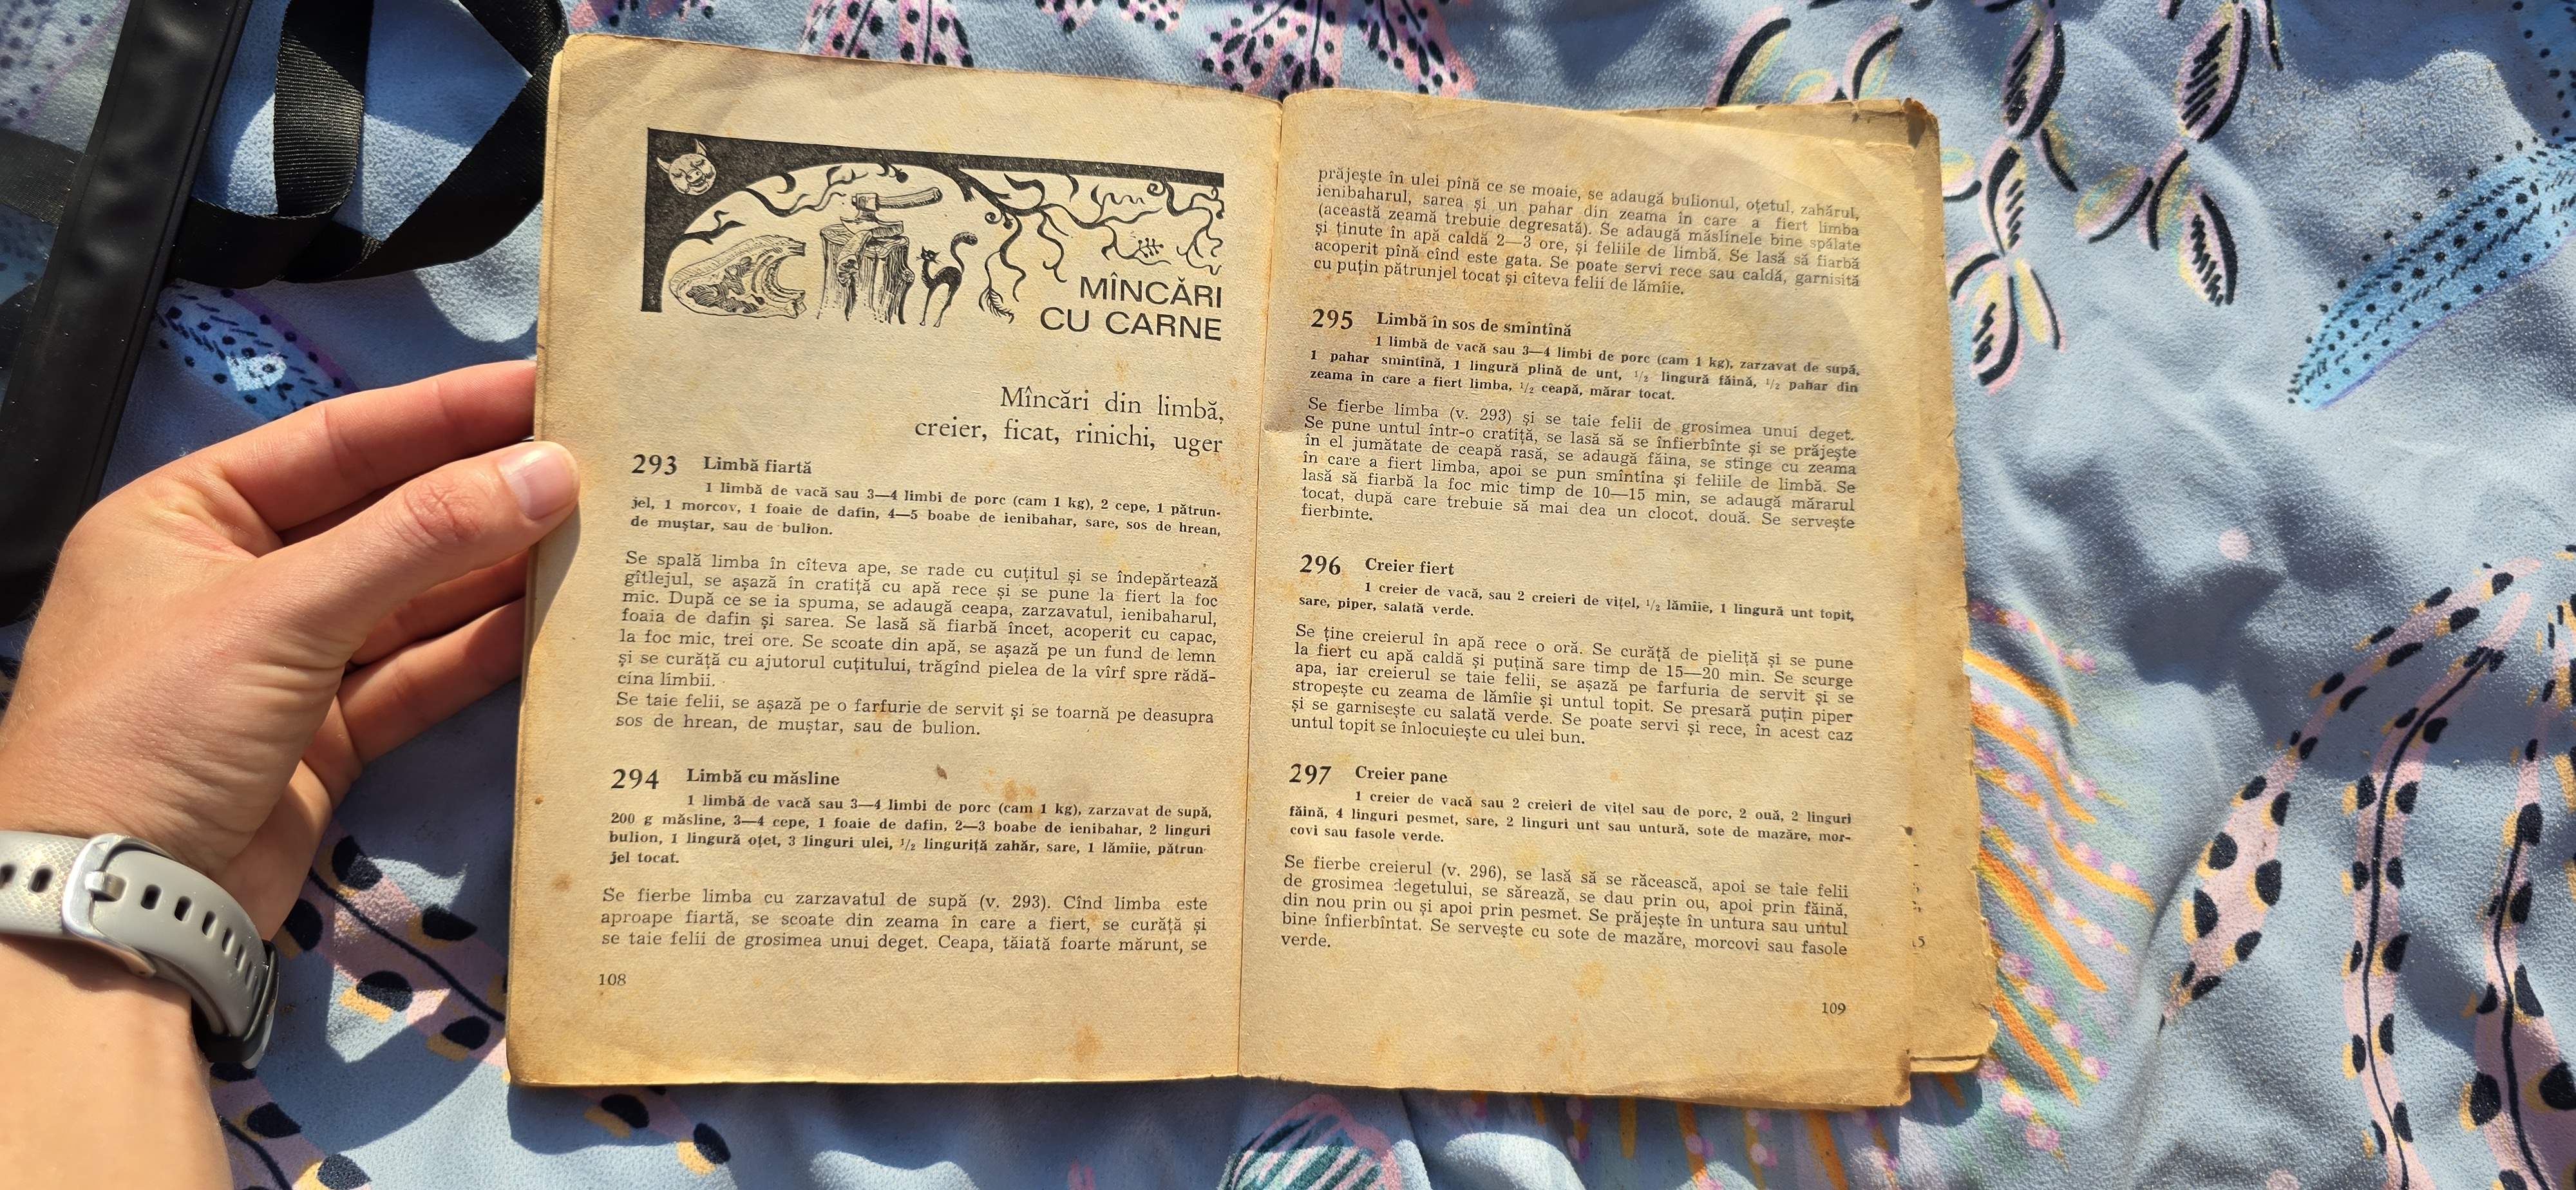 MÎNCĂRI
CU CARNE
Mîncări din limbă,
creier, ficat, rinichi, uger
293 Limbă fiartă
1 limbă de vacă sau 3—4 limbi de porc (cam 1 kg), 2 cepe, 1 pătrun-
jel, 1 morcov, 1 foaie de dafin, 4—5 boabe de ienibahar, sare, sos de hrean,
de muștar, sau de bulion.
Se spală limba în cîteva ape, se rade cu cuțitul și se îndepărtează
gîtlejul, se așază în cratiță cu apă rece și se pune la fiert la foc
mic. După ce se ia spuma, se adaugă ceapa, zarzavatul, ienibaharul,
foaia de dafin și sarea. Se lasă să fiarbă încet, acoperit cu capac,
la foc mic, trei ore. Se scoate din apă, se așază pe un fund de lemn
și se curăță cu ajutorul cuțitului, trăgînd pielea de la vîrf spre rădă-
cina limbii.
Se taie felii, se așază pe o farfurie de servit și se toarnă pe deasupra
sos de hrean, de muștar, sau de bulion.
294 Limbă cu măsline
1 limbă de vacă sau 3—4 limbi de porc (cam 1 kg), zarzavat de supă,
200 g măsline, 3—4 cepe, 1 foaie de dafin, 2—3 boabe de ienibahar, 2 linguri
bulion, 1 lingură oțet, 3 linguri ulei, 1/2 linguriță zahăr, sare, 1 lămîie, pătrun-
jel tocat.
Se fierbe limba cu zarzavatul de supă (v. 293). Cînd limba este
aproape fiartă, se scoate din zeama în care a fiert, se curăță și
se taie felii de grosimea unui deget. Ceapa, tăiată foarte mărunt, se
108
prăjește în ulei pînă ce se moaie, se adaugă bulionul, oțetul, zahărul,
ienibaharul, sarea și un pahar din zeama în care a fiert limba
(această zeamă trebuie degresată). Se adaugă măslinele bine spălate
și ținute în apă caldă 2—3 ore, și feliile de limbă. Se lasă să fiarbă
acoperit pînă cînd este gata. Se poate servi rece sau caldă, garnisită
cu puțin pătrunjel tocat și cîteva felii de lămîie.
295 Limbă în sos de smîntînă
1 limbă de vacă sau 3—4 limbi de porc (cam 1 kg), zarzavat de supă,
1 pahar smîntînă, 1 lingură plină de unt, 1/2 lingură făină, 1/2 pahar din
zeama în care a fiert limba, 1/2 ceapă, mărar tocat.
Se fierbe limba (v. 293) și se taie felii de grosimea unui deget.
Se pune untul într-o cratiță, se lasă să se înfierbînte și se prăjește
în el jumătate de ceapă rasă, se adaugă făina, se stinge cu zeama
în care a fiert limba, apoi se pun smîntîna și feliile de limbă. Se
lasă să fiarbă la foc mic timp de 10—15 min, se adaugă mărarul
tocat, după care trebuie să mai dea un clocot, două. Se servește
fierbinte.
296 Creier fiert
1 creier de vacă, sau 2 creieri de vițel, 1/2 lămîie, 1 lingură unt topit,
sare, piper, salată verde.
Se ține creierul în apă rece o oră. Se curăță de pieliță și se pune
la fiert cu apă caldă și puțină sare timp de 15—20 min. Se scurge
apa, iar creierul se taie felii, se așază pe farfuria de servit și se
stropește cu zeama de lămîie și untul topit. Se presară puțin piper
și se garnisește cu salată verde. Se poate servi și rece, în acest caz
untul topit se înlocuiește cu ulei bun.
297 Creier pane
1 creier de vacă sau 2 creieri de vițel sau de porc, 2 ouă, 2 linguri
făină, 4 linguri pesmet, sare, 2 linguri unt sau untură, sote de mazăre, mor-
covi sau fasole verde.
Se fierbe creierul (v. 296), se lasă să se răcească, apoi se taie felii
de grosimea degetului, se sărează, se dau prin ou, apoi prin făină,
din nou prin ou și apoi prin pesmet. Se prăjește în untura sau untul
bine înfierbîntat. Se servește cu sote de mazăre, morcovi sau fasole
verde.
109